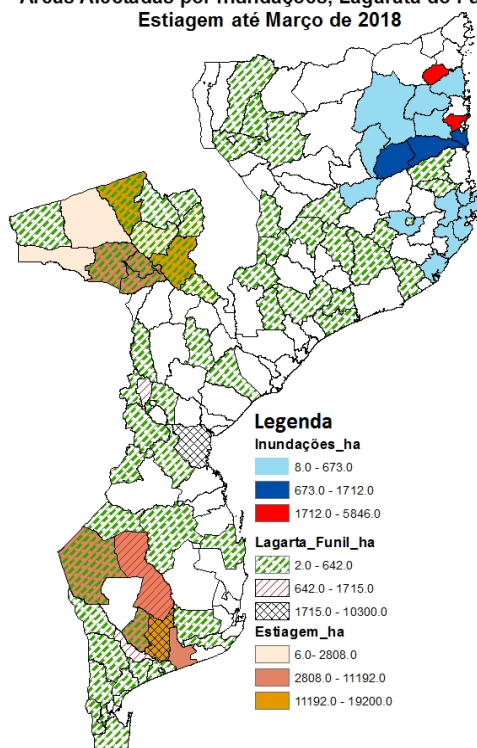 Estiagem até Março de 2018
Legenda
Inundações_ha
8.0 - 673.0
673.0 - 1712.0
1712.0 - 5846.0
Lagarta_Funil_ha
2.0 - 642.0
642.0 - 1715.0
1715.0 - 10300.0
Estiagem_ha
6.0- 2808.0
2808.0 - 11192.0
11192.0 - 19200.0